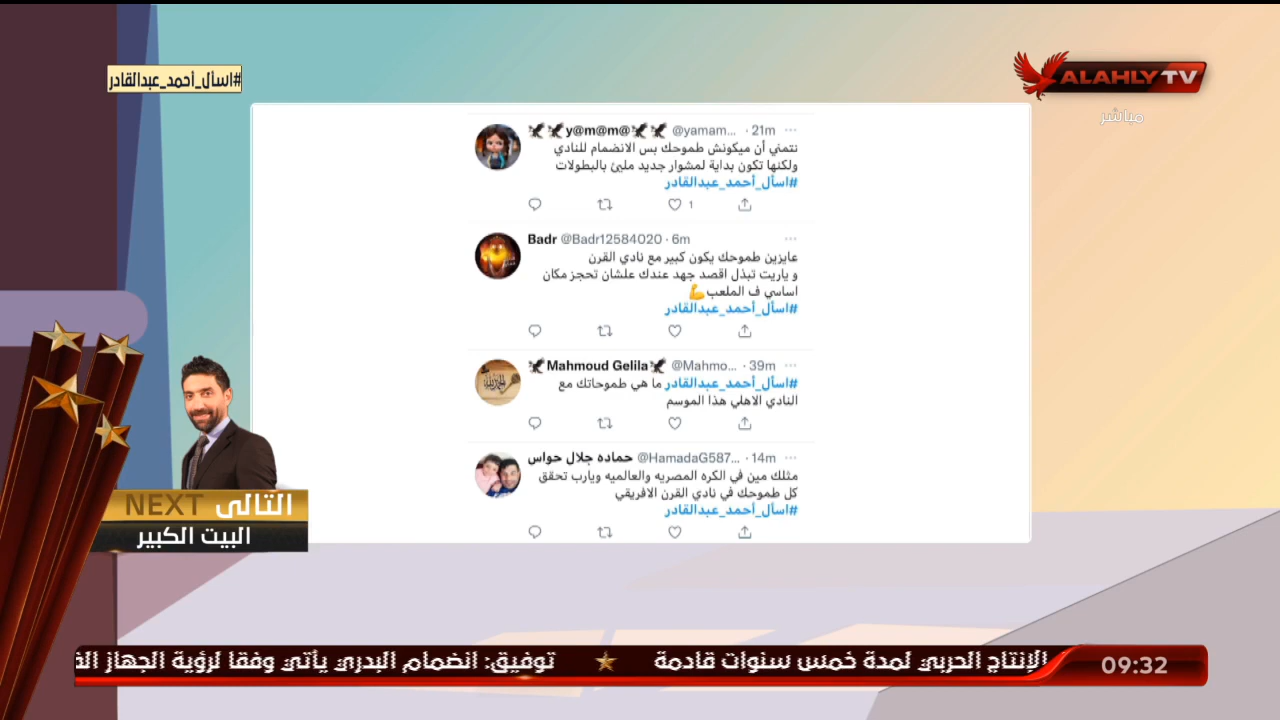 #اسأل_أحمد_عبدالقادر
ALAHLY TV
مباشر
y@m@m@ @yamam... · 21m
نتمني أن ميكونش طموحك بس الانضمام للنادي
ولكنها تكون بداية لمشوار جديد مليئ بالبطولات
#اسأل_أحمد_عبدالقادر
1
Badr @Badr12584020 · 6m
عايزين طموحك يكون كبير مع نادي القرن
و ياريت تبذل اقصد جهد عندك علشان تحجز مكان
اساسي ف الملعب💪
#اسأل_أحمد_عبدالقادر
Mahmoud Gelila @Mahmo... · 39m
#اسأل_أحمد_عبدالقادر ما هي طموحاتك مع
النادي الاهلي هذا الموسم
حماده جلال حواس @HamadaG587... · 14m
مثلك مين في الكره المصريه والعالميه ويارب تحقق
كل طموحك في نادي القرن الافريقي
#اسأل_أحمد_عبدالقادر
التالى NEXT
البيت الكبير
الإنتاج الحربي لمدة خمس سنوات قادمة
توفيق: انضمام البدري يأتي وفقا لرؤية الجهاز
09:32